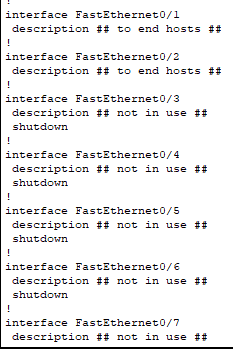 !
interface FastEthernet0/1
 description ## to end hosts ##
!
interface FastEthernet0/2
 description ## to end hosts ##
!
interface FastEthernet0/3
 description ## not in use ##
 shutdown
!
interface FastEthernet0/4
 description ## not in use ##
 shutdown
!
interface FastEthernet0/5
 description ## not in use ##
 shutdown
!
interface FastEthernet0/6
 description ## not in use ##
 shutdown
!
interface FastEthernet0/7
 description ## not in use ##